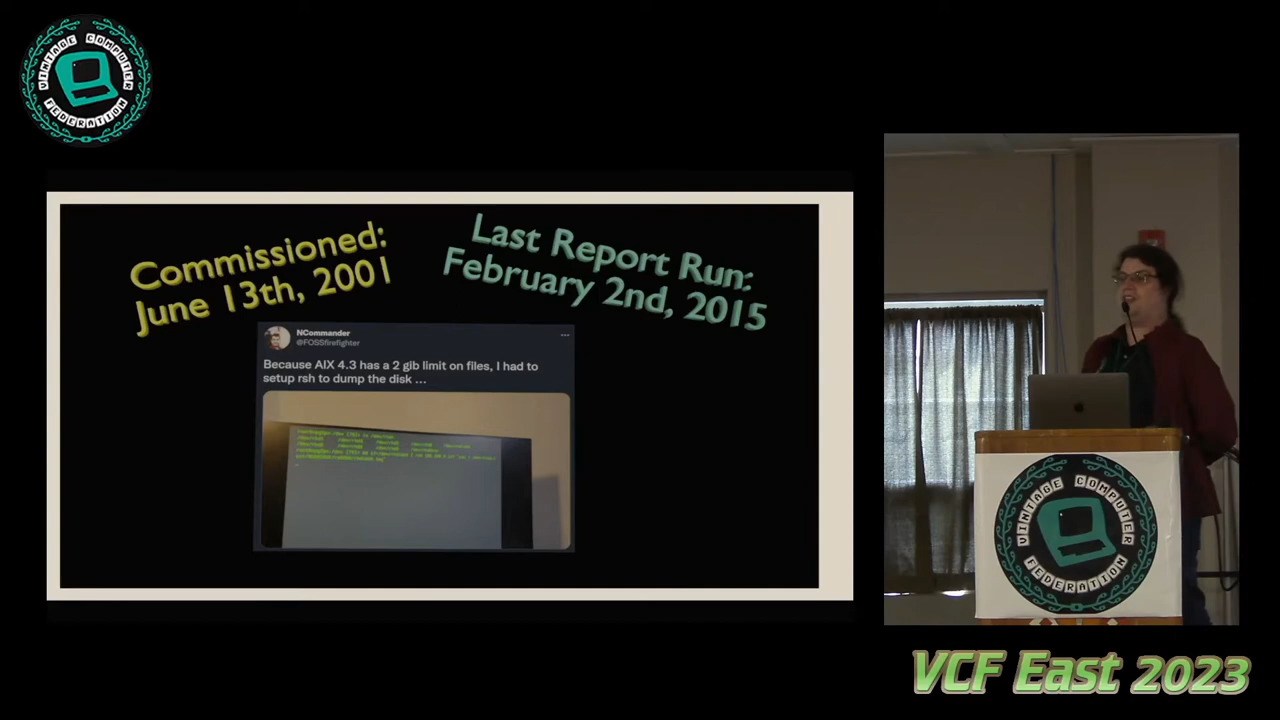 VINTAGE COMPUTER
FEDERATION
Commissioned:
June 13th, 2001
Last Report Run:
February 2nd, 2015
NCommander
@FOSSfirefighter
Because AIX 4.3 has a 2 gib limit on files, I had to
setup rsh to dump the disk ...
VINTAGE COMPUTER
FEDERATION
VCF East 2023